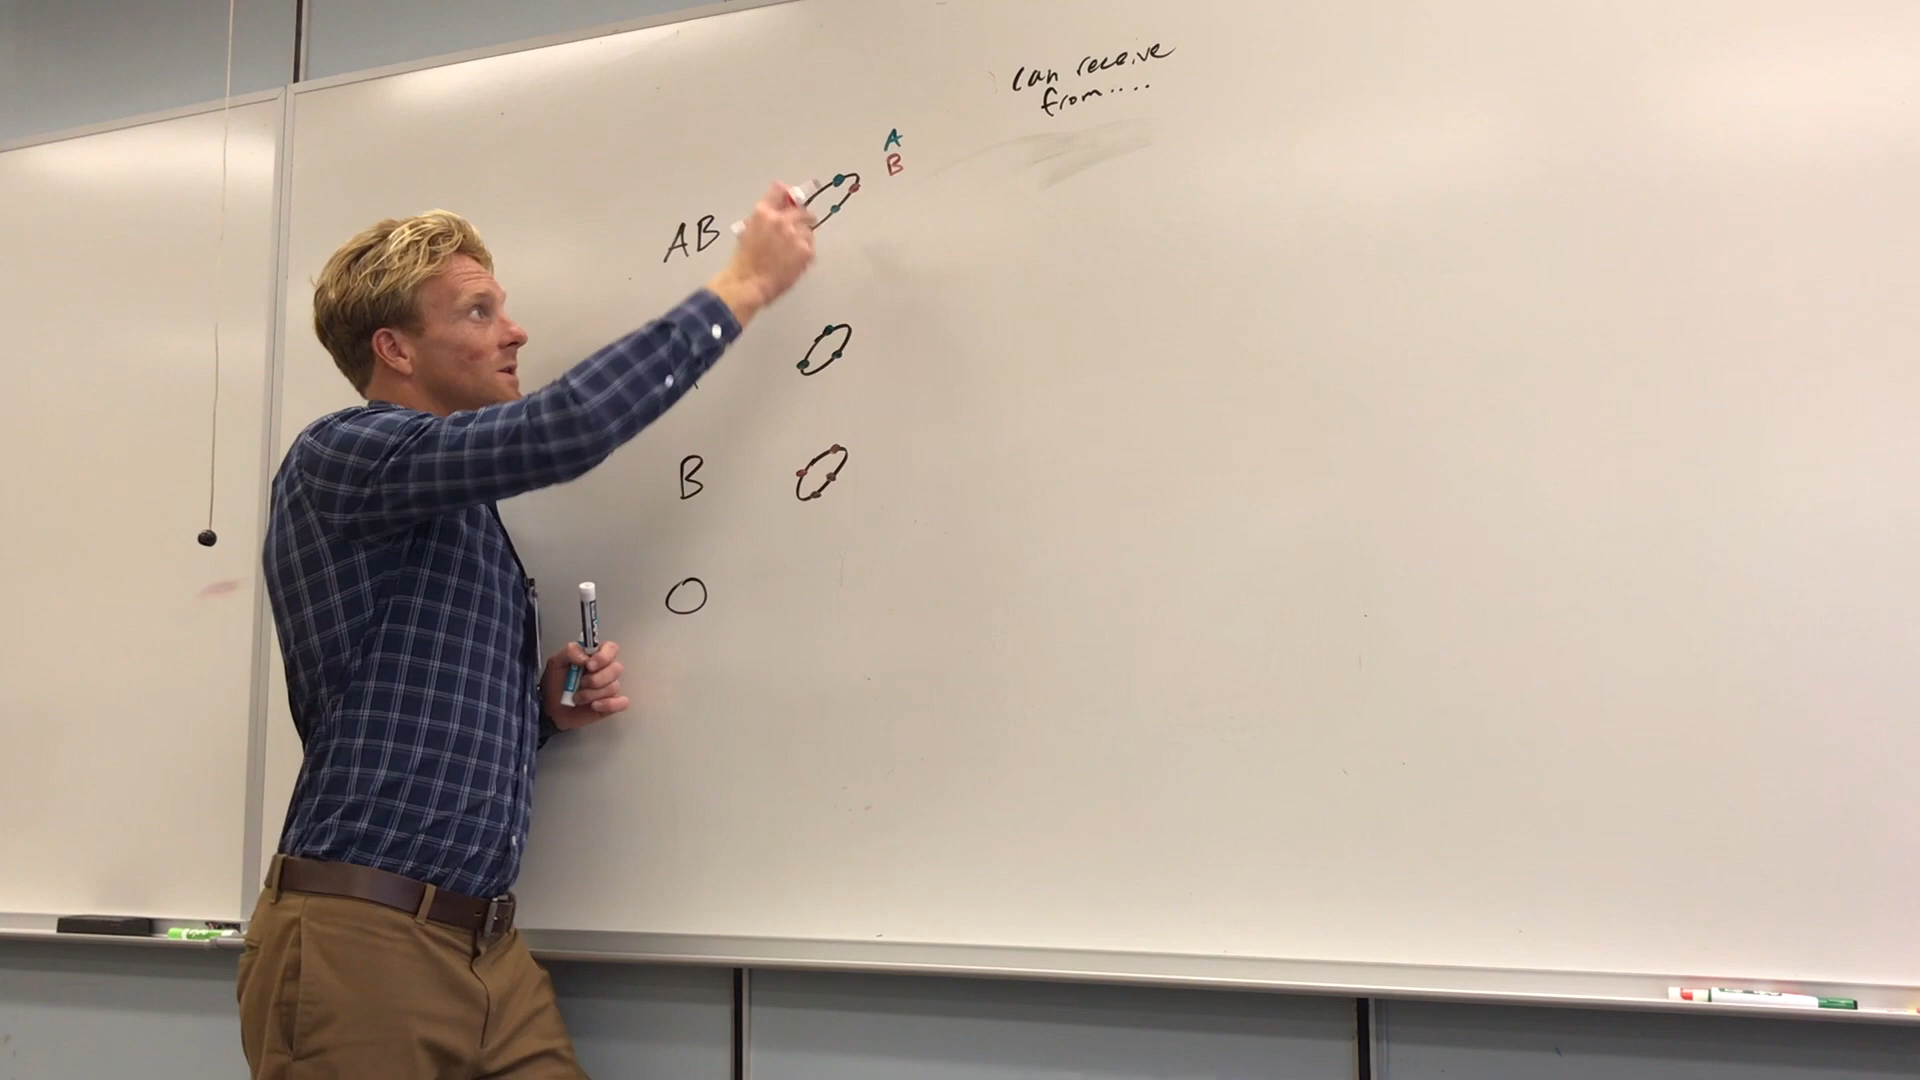 can receive
from....
A
B
AB
B
O